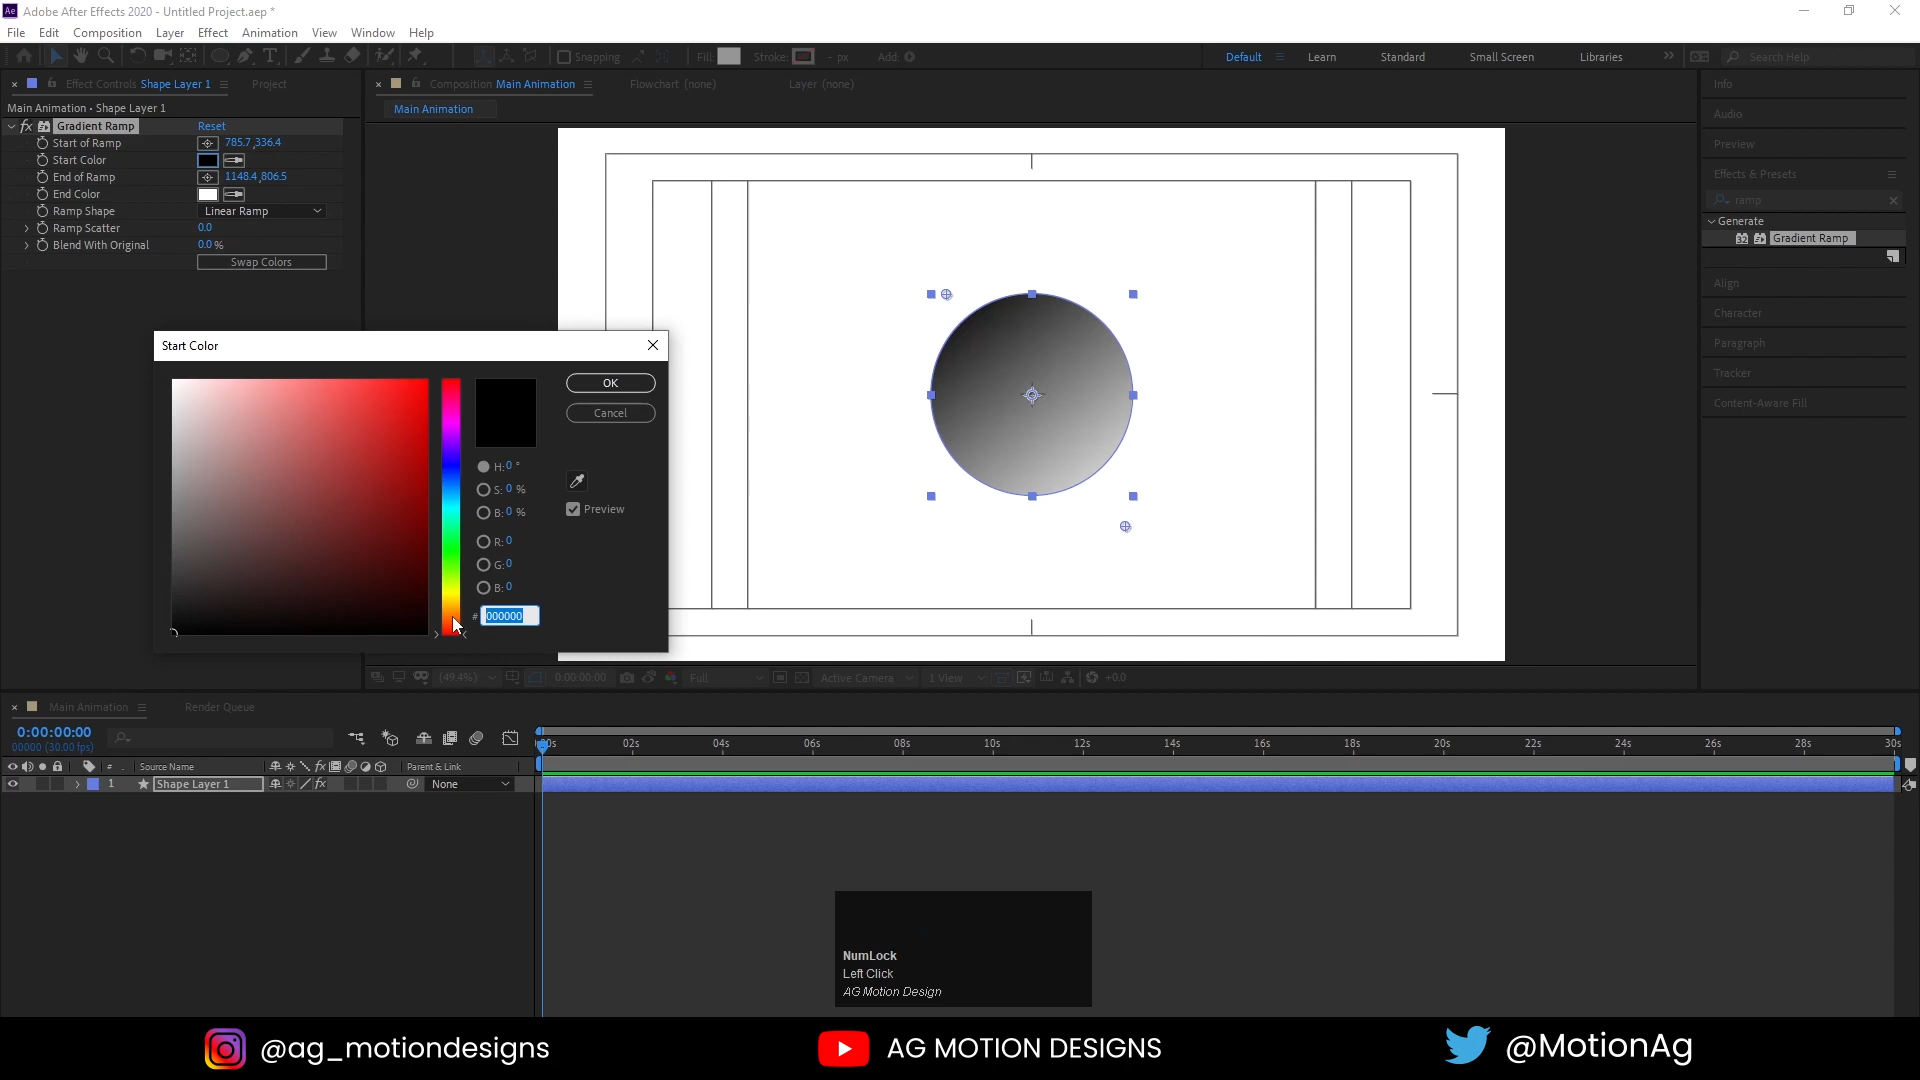 Adobe After Effects 2020 - Untitled Project.aep *
File Edit Composition Layer Effect Animation View Window Help
Snapping Fill: Stroke: - px Add:
Default Learn Standard Small Screen Libraries Search Help
Effect Controls Shape Layer 1 Project
Composition Main Animation Flowchart (none) Layer (none)
Main Animation • Shape Layer 1
Main Animation
fx Gradient Ramp Reset
Start of Ramp 785.7,336.4
Start Color
End of Ramp 1148.4,806.5
End Color
Ramp Shape Linear Ramp
Ramp Scatter 0.0
Blend With Original 0.0 %
Swap Colors
Info
Audio
Preview
Effects & Presets
ramp
Generate
32 Gradient Ramp
Align
Character
Paragraph
Tracker
Content-Aware Fill
Start Color
OK
Cancel
H: 0 °
S: 0 %
B: 0 %
Preview
R: 0
G: 0
B: 0
# 000000
(49.4%) 0:00:00:00 Full Active Camera 1 View +0.0
Main Animation Render Queue
0:00:00:00
00000 (30.00 fps)
00s 02s 04s 06s 08s 10s 12s 14s 16s 18s 20s 22s 24s 26s 28s 30s
# . Source Name fx Parent & Link
1 Shape Layer 1 fx None
NumLock
Left Click
AG Motion Design
@ag_motiondesigns AG MOTION DESIGNS @MotionAg